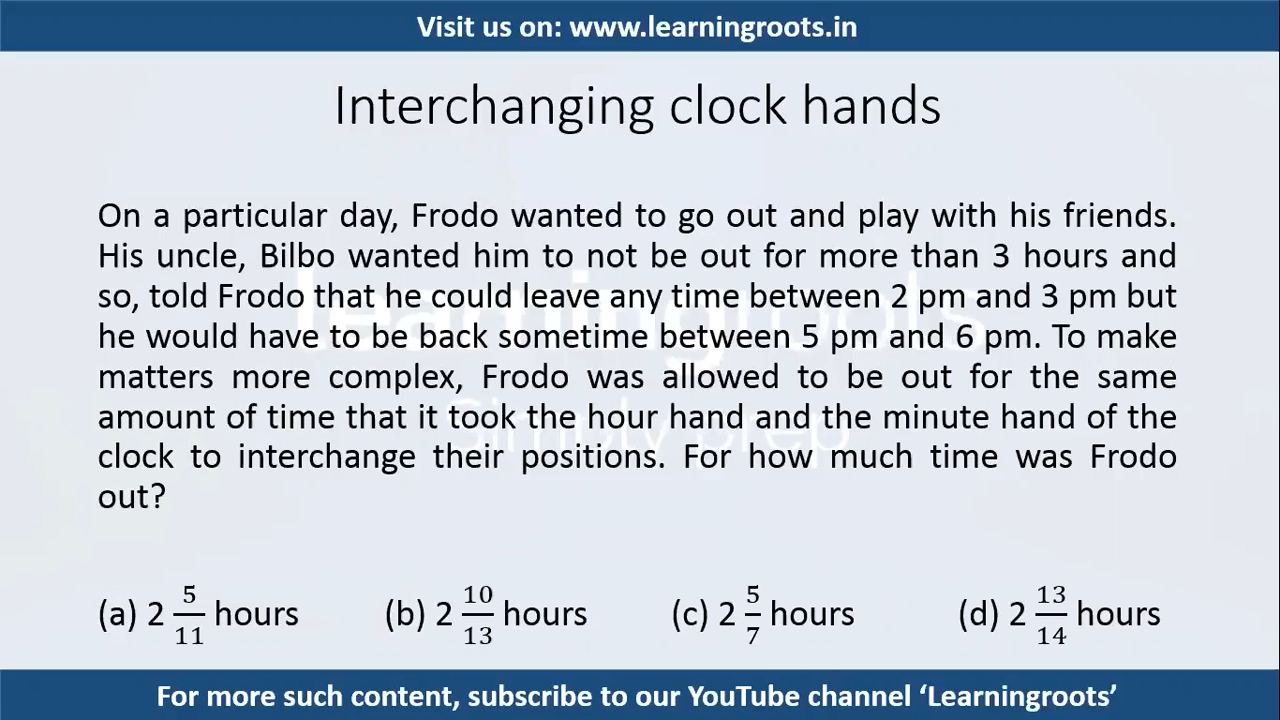 Visit us on: www.learningroots.in
Interchanging clock hands
On a particular day, Frodo wanted to go out and play with his friends.
His uncle, Bilbo wanted him to not be out for more than 3 hours and
so, told Frodo that he could leave any time between 2 pm and 3 pm but
he would have to be back sometime between 5 pm and 6 pm. To make
matters more complex, Frodo was allowed to be out for the same
amount of time that it took the hour hand and the minute hand of the
clock to interchange their positions. For how much time was Frodo
out?
(a) 2 5/11 hours (b) 2 10/13 hours (c) 2 5/7 hours (d) 2 13/14 hours
learningroots
Simply prep
For more such content, subscribe to our YouTube channel ‘Learningroots’